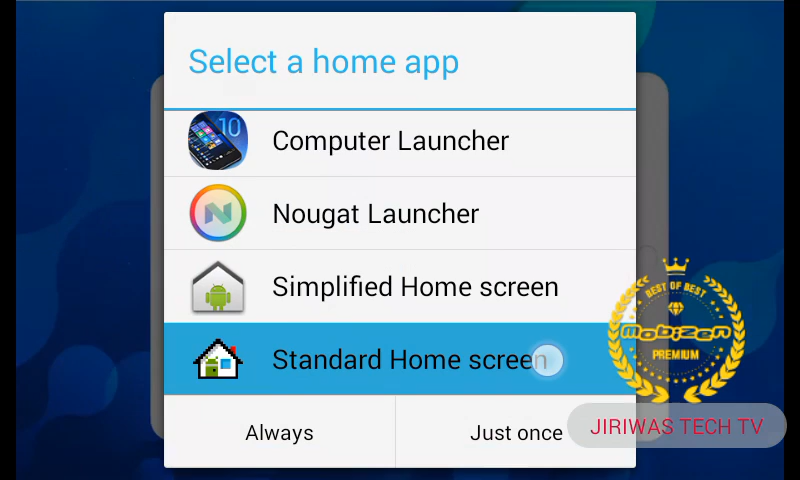 Select a home app
10
Computer Launcher
N
Nougat Launcher
Simplified Home screen
BEST OF BEST
mobizen
PREMIUM
Standard Home screen
Always
Just once
JIRIWAS TECH TV